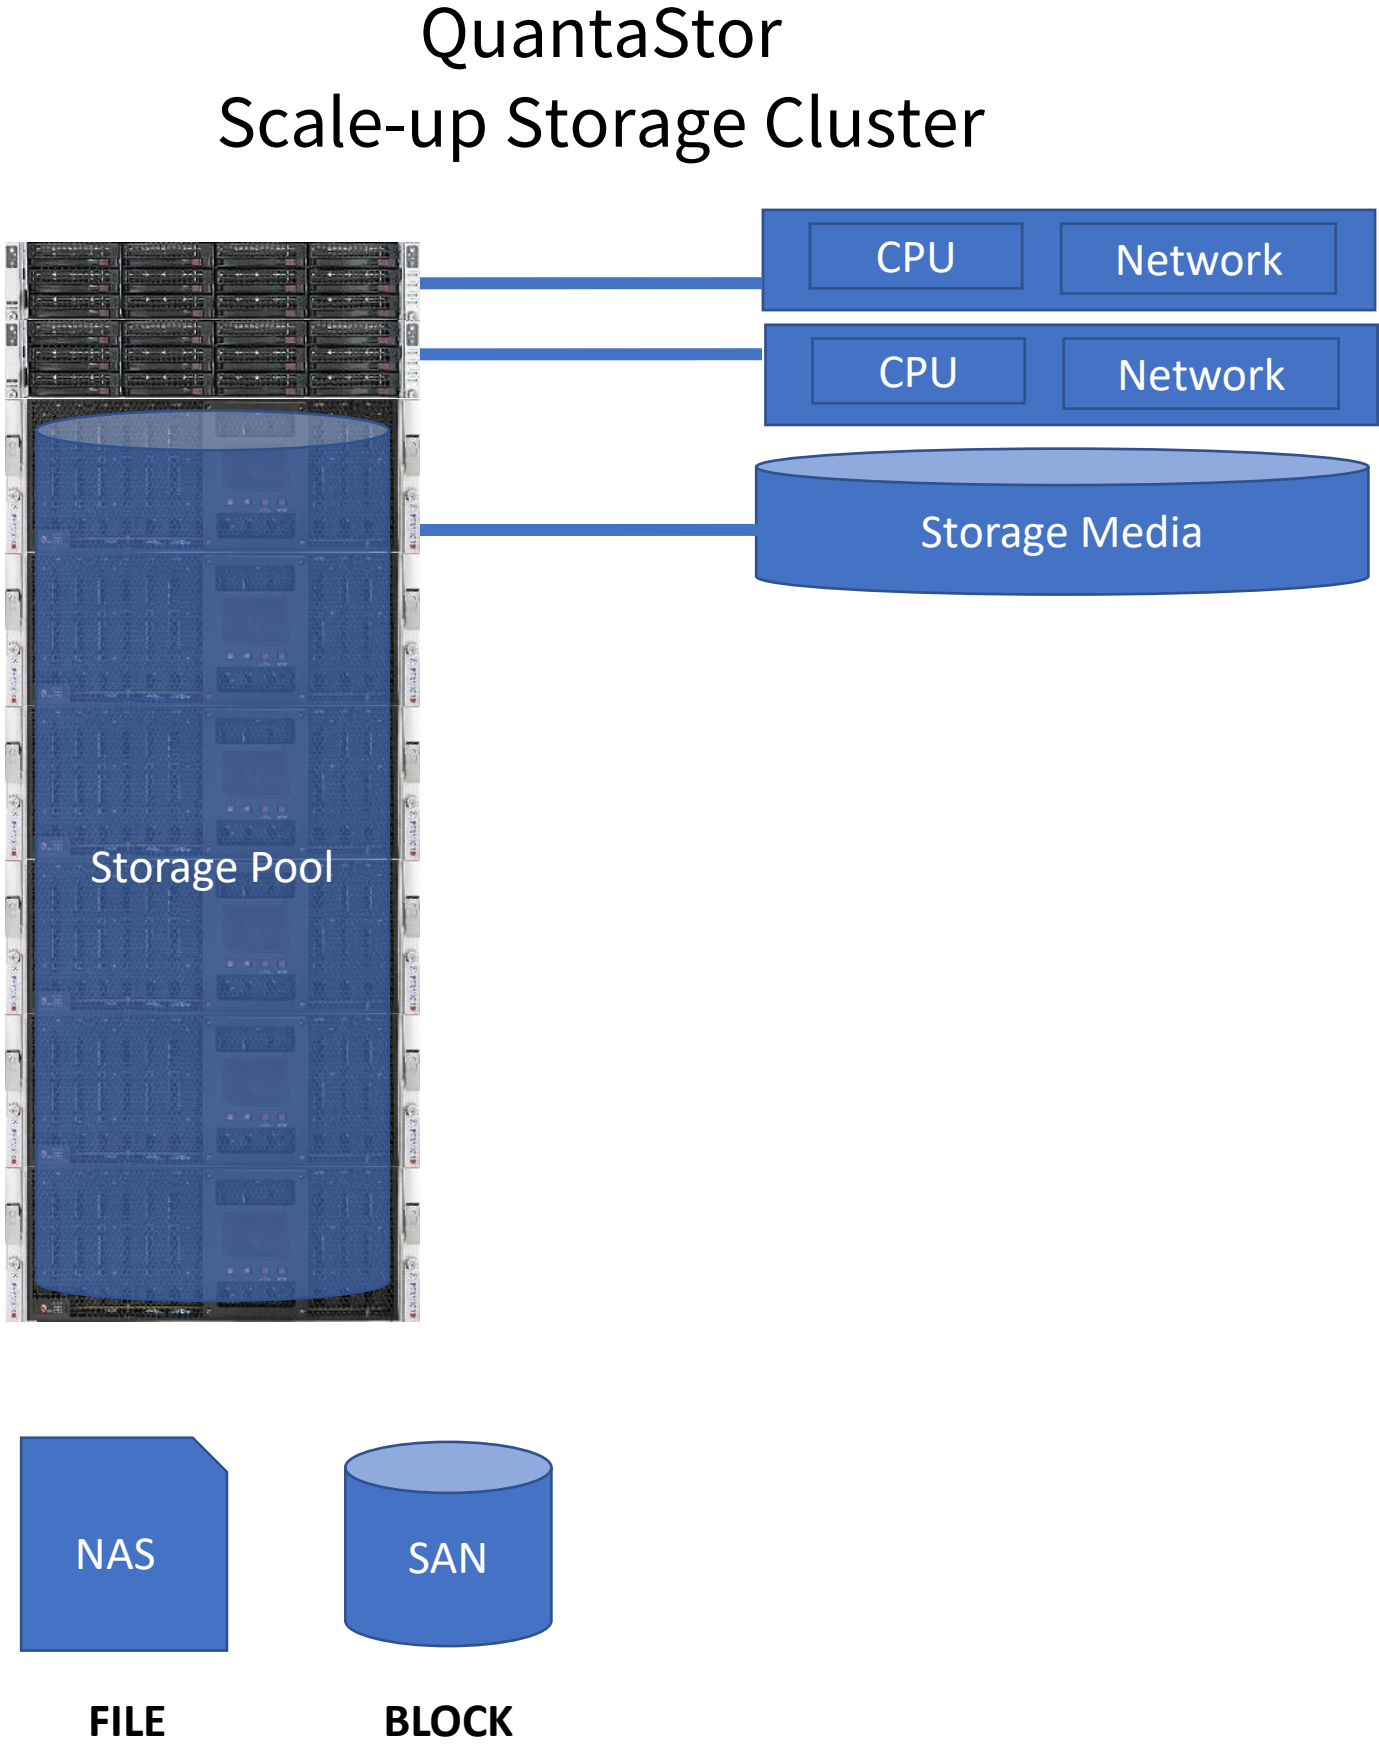 QuantaStor
Scale-up Storage Cluster
CPU
Network
CPU
Network
Storage Media
Storage Pool
NAS
SAN
FILE
BLOCK